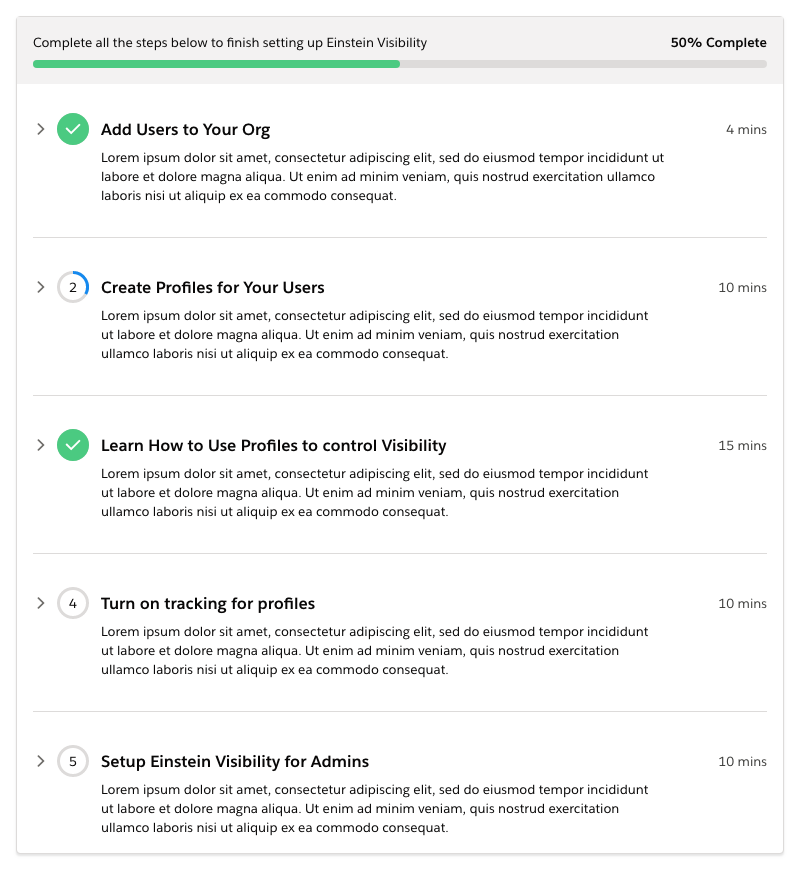 Complete all the steps below to finish setting up Einstein Visibility
50% Complete
Add Users to Your Org
4 mins
Lorem ipsum dolor sit amet, consectetur adipiscing elit, sed do eiusmod tempor incididunt ut
labore et dolore magna aliqua. Ut enim ad minim veniam, quis nostrud exercitation ullamco
laboris nisi ut aliquip ex ea commodo consequat.
2
Create Profiles for Your Users
10 mins
Lorem ipsum dolor sit amet, consectetur adipiscing elit, sed do eiusmod tempor incididunt
ut labore et dolore magna aliqua. Ut enim ad minim veniam, quis nostrud exercitation
ullamco laboris nisi ut aliquip ex ea commodo consequat.
Learn How to Use Profiles to control Visibility
15 mins
Lorem ipsum dolor sit amet, consectetur adipiscing elit, sed do eiusmod tempor incididunt
ut labore et dolore magna aliqua. Ut enim ad minim veniam, quis nostrud exercitation
ullamco laboris nisi ut aliquip ex ea commodo consequat.
4
Turn on tracking for profiles
10 mins
Lorem ipsum dolor sit amet, consectetur adipiscing elit, sed do eiusmod tempor incididunt
ut labore et dolore magna aliqua. Ut enim ad minim veniam, quis nostrud exercitation
ullamco laboris nisi ut aliquip ex ea commodo consequat.
5
Setup Einstein Visibility for Admins
10 mins
Lorem ipsum dolor sit amet, consectetur adipiscing elit, sed do eiusmod tempor incididunt
ut labore et dolore magna aliqua. Ut enim ad minim veniam, quis nostrud exercitation
ullamco laboris nisi ut aliquip ex ea commodo consequat.